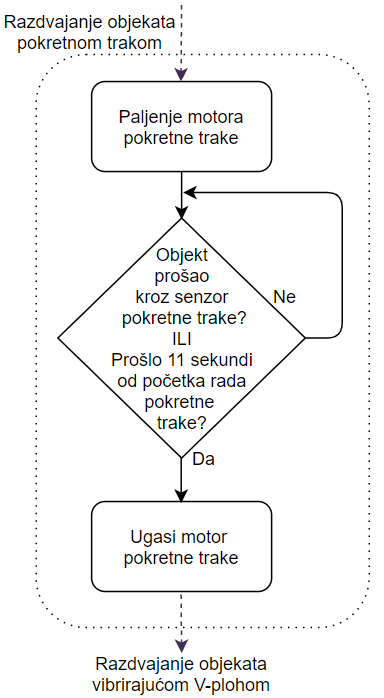 Razdvajanje objekata
pokretnom trakom
Paljenje motora
pokretne trake
Objekt
prošao
kroz senzor
pokretne trake?
ILI
Prošlo 11 sekundi
od početka rada
pokretne
trake?
Ne
Da
Ugasi motor
pokretne trake
Razdvajanje objekata
vibrirajućom V-plohom